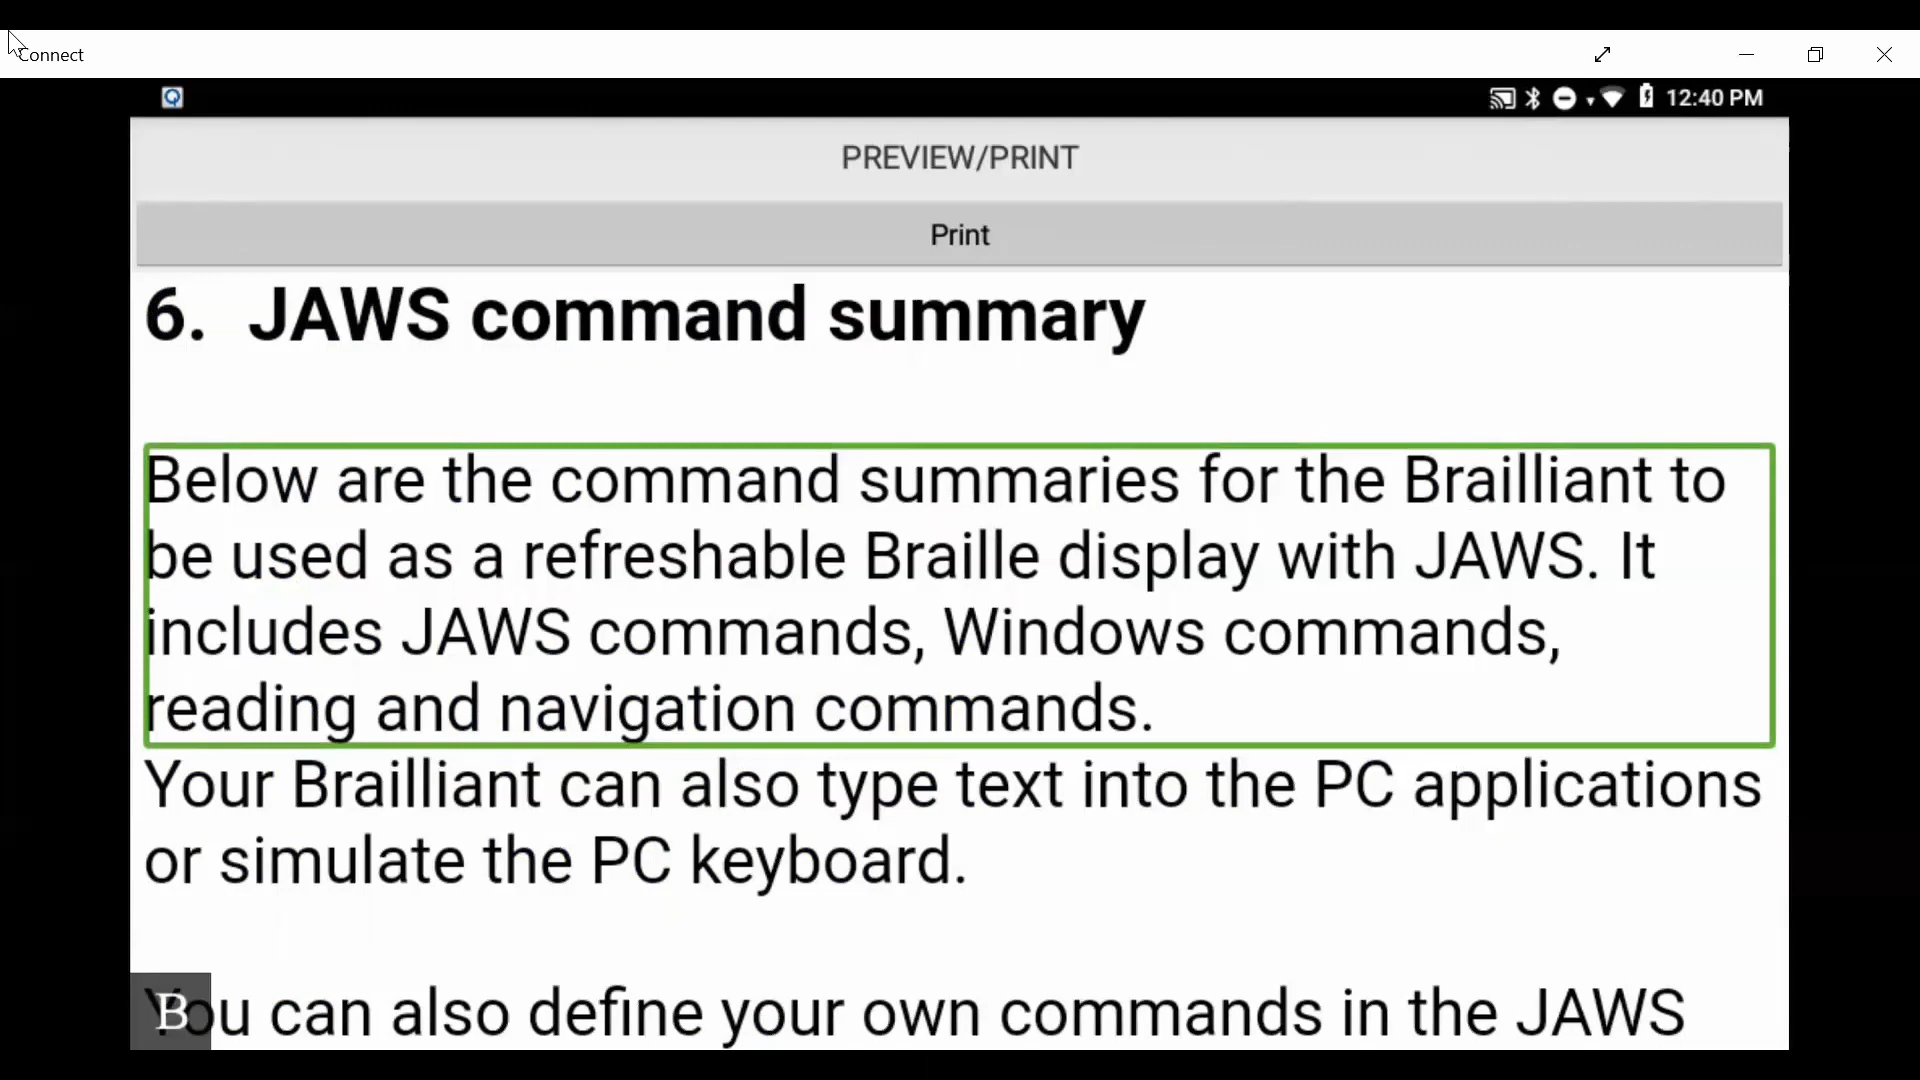 Connect
12:40 PM
PREVIEW/PRINT
Print
6. JAWS command summary
Below are the command summaries for the Brailliant to
be used as a refreshable Braille display with JAWS. It
includes JAWS commands, Windows commands,
reading and navigation commands.
Your Brailliant can also type text into the PC applications
or simulate the PC keyboard.
You can also define your own commands in the JAWS
B